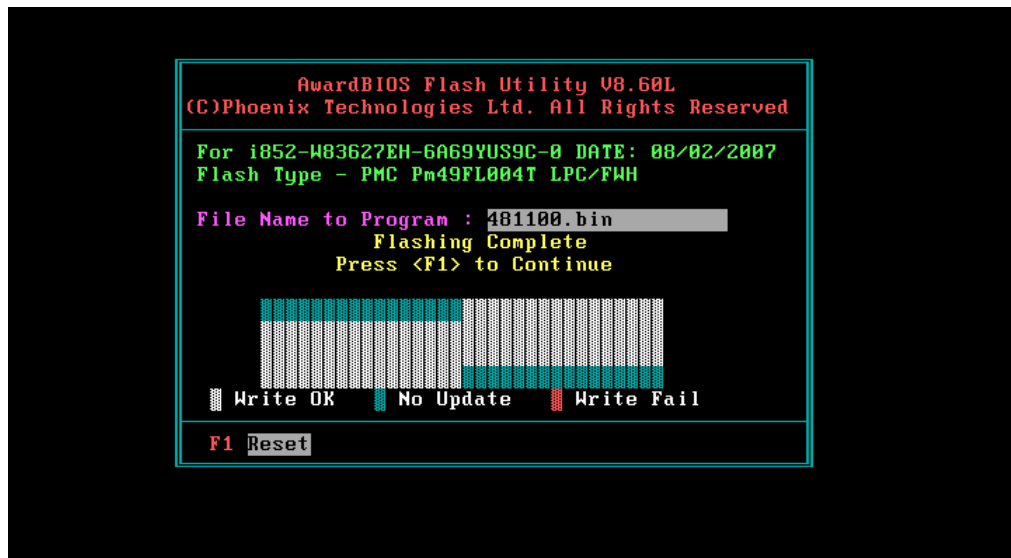 AwardBIOS Flash Utility V8.60L
(C)Phoenix Technologies Ltd. All Rights Reserved
For i852-W83627EH-6A69YUS9C-0 DATE: 08/02/2007
Flash Type - PMC Pm49FL004T LPC/FWH
File Name to Program : 481100.bin
Flashing Complete
Press <F1> to Continue
Write OK No Update Write Fail
F1 Reset